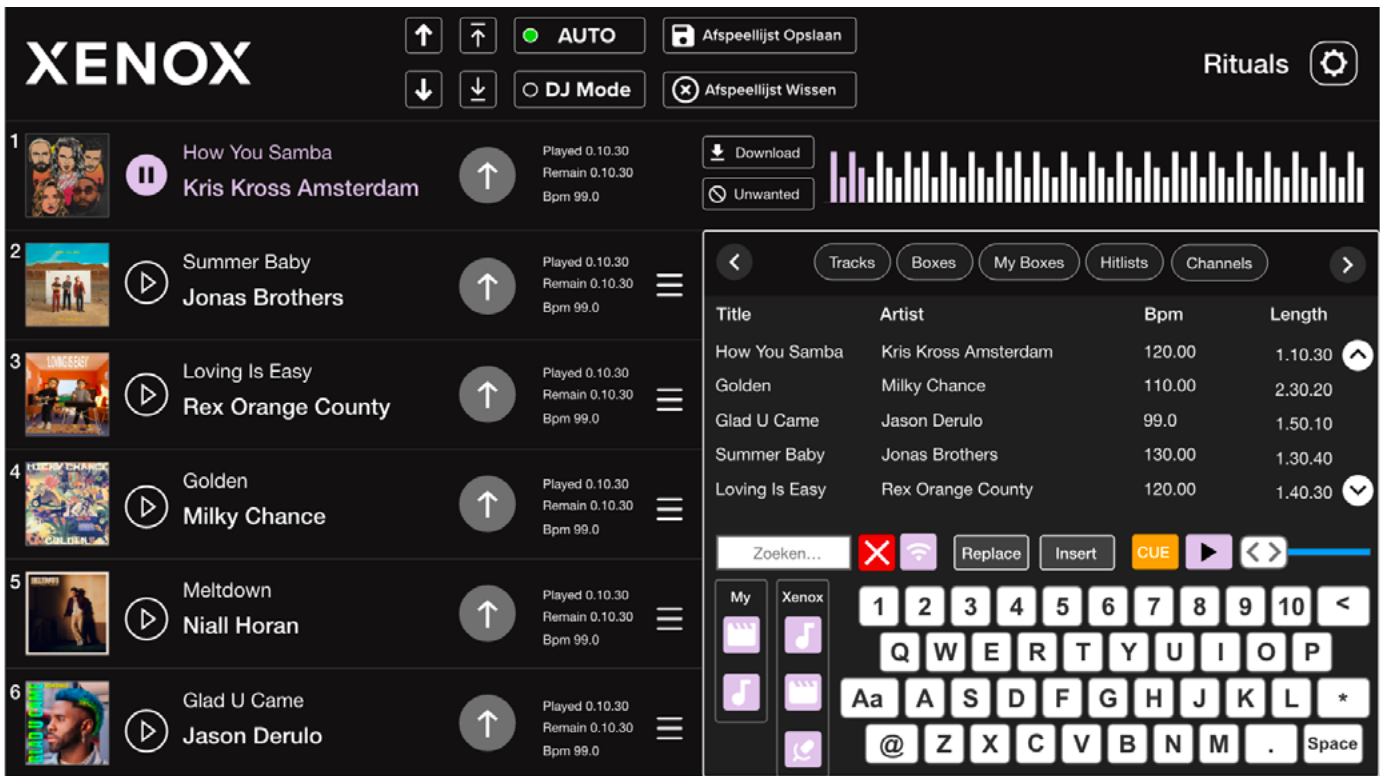 XENOX
AUTO
Afspeellijst Opslaan
DJ Mode
Afspeellijst Wissen
Rituals
1
How You Samba
Kris Kross Amsterdam
Played 0.10.30
Remain 0.10.30
Bpm 99.0
Download
Unwanted
2
Summer Baby
Jonas Brothers
Played 0.10.30
Remain 0.10.30
Bpm 99.0
3
LOVING IS EASY
Loving Is Easy
Rex Orange County
Played 0.10.30
Remain 0.10.30
Bpm 99.0
4
MILKY CHANCE
GOLDEN
Golden
Milky Chance
Played 0.10.30
Remain 0.10.30
Bpm 99.0
5
MELTDOWN
Meltdown
Niall Horan
Played 0.10.30
Remain 0.10.30
Bpm 99.0
6
GLAD U CAME
Glad U Came
Jason Derulo
Played 0.10.30
Remain 0.10.30
Bpm 99.0
Tracks Boxes My Boxes Hitlists Channels
Title Artist Bpm Length
How You Samba Kris Kross Amsterdam 120.00 1.10.30
Golden Milky Chance 110.00 2.30.20
Glad U Came Jason Derulo 99.0 1.50.10
Summer Baby Jonas Brothers 130.00 1.30.40
Loving Is Easy Rex Orange County 120.00 1.40.30
Zoeken... Replace Insert CUE
My Xenox
1 2 3 4 5 6 7 8 9 10 <
Q W E R T Y U I O P
Aa A S D F G H J K L *
@ Z X C V B N M . Space